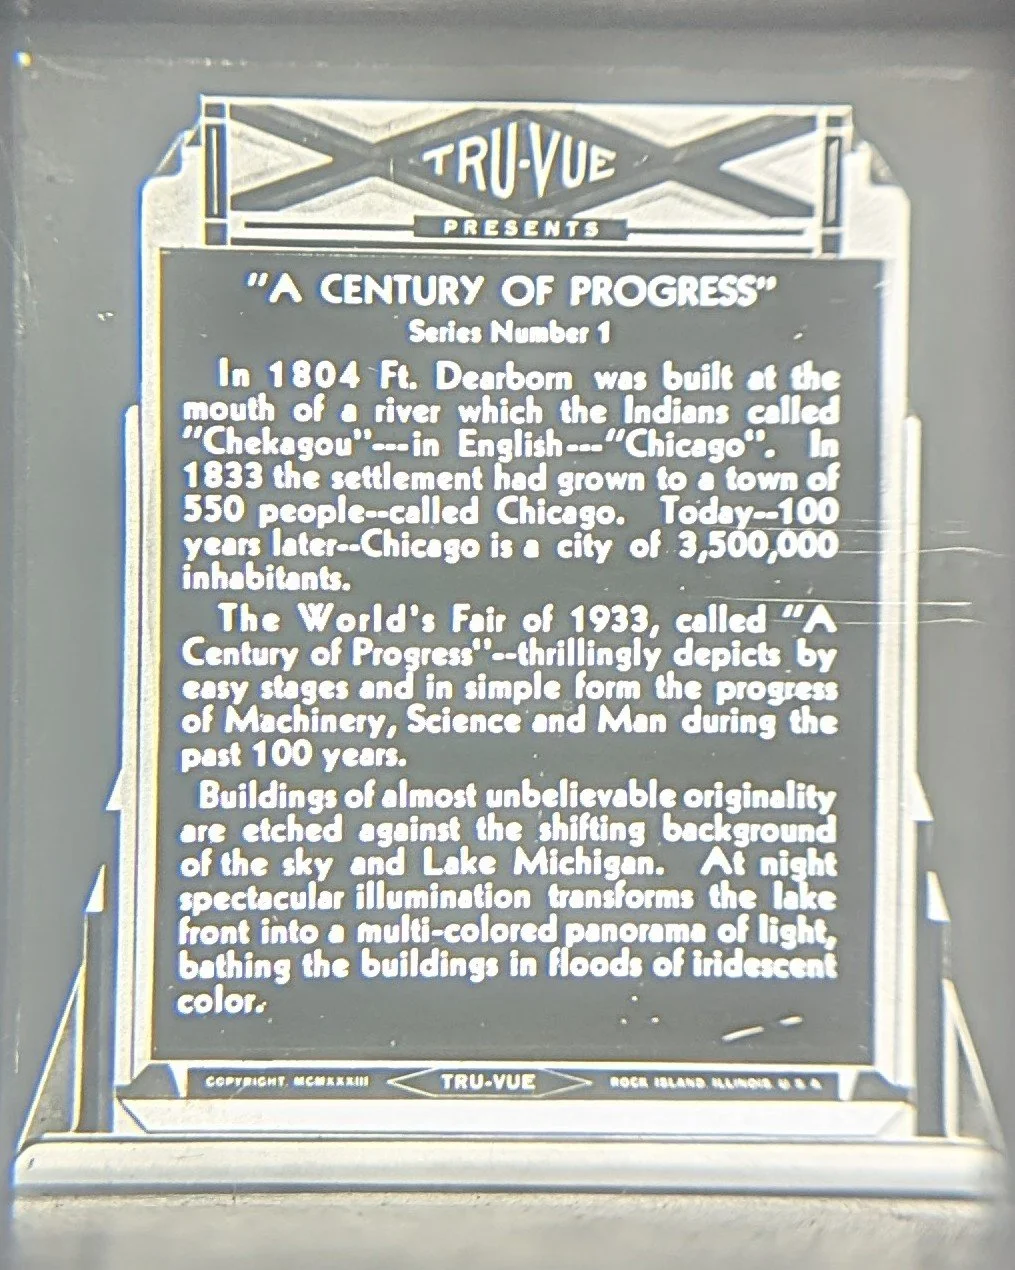 TRU-VUE
PRESENTS
"A CENTURY OF PROGRESS"
Series Number 1
In 1804 Ft. Dearborn was built at the
mouth of a river which the Indians called
"Chekagou"---in English---"Chicago". In
1833 the settlement had grown to a town of
550 people--called Chicago. Today--100
years later--Chicago is a city of 3,500,000
inhabitants.
The World's Fair of 1933, called "A
Century of Progress"--thrillingly depicts by
easy stages and in simple form the progress
of Machinery, Science and Man during the
past 100 years.
Buildings of almost unbelievable originality
are etched against the shifting background
of the sky and Lake Michigan. At night
spectacular illumination transforms the lake
front into a multi-colored panorama of light,
bathing the buildings in floods of iridescent
color.
COPYRIGHT MCMXXXIII TRU-VUE ROCK ISLAND, ILLINOIS U S A